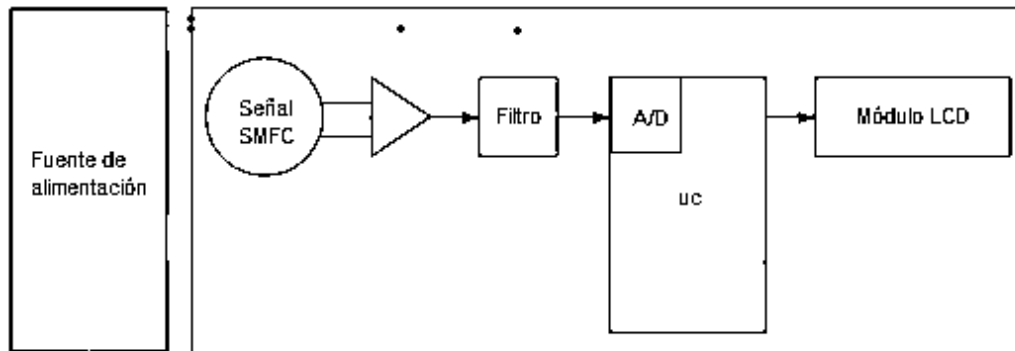 Fuente de
alimentación
Señal
SMFC
Filtro
A/D
uc
Módulo LCD